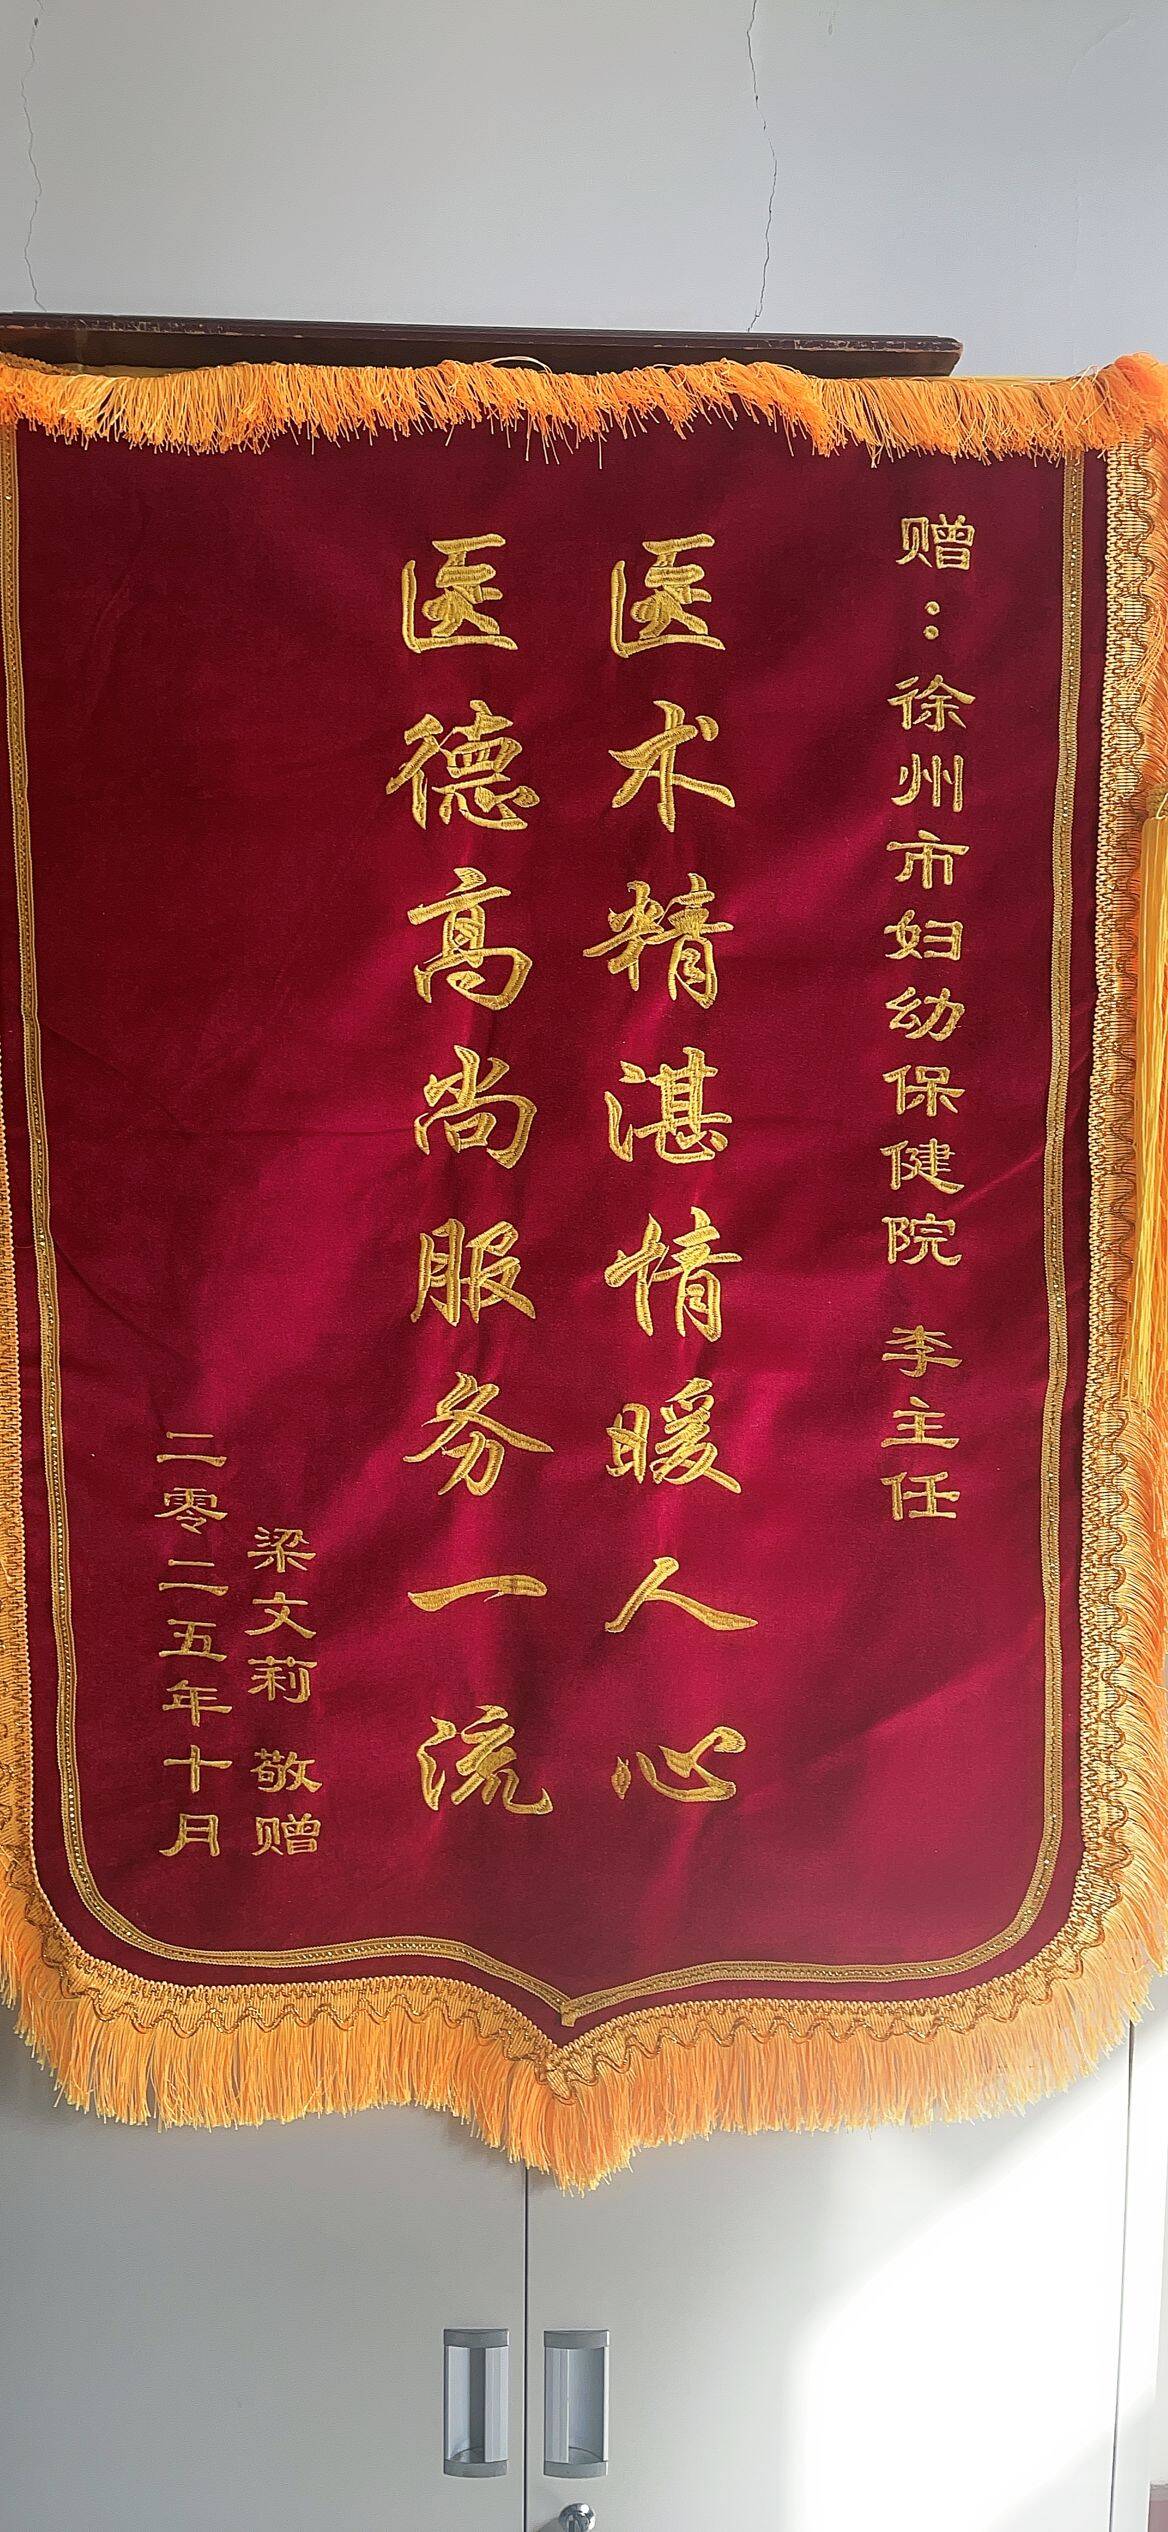 赠：徐州市妇幼保健院 李主任
医术精湛情暖人心
医德高尚服务一流
梁文莉 敬赠
二零二五年十月